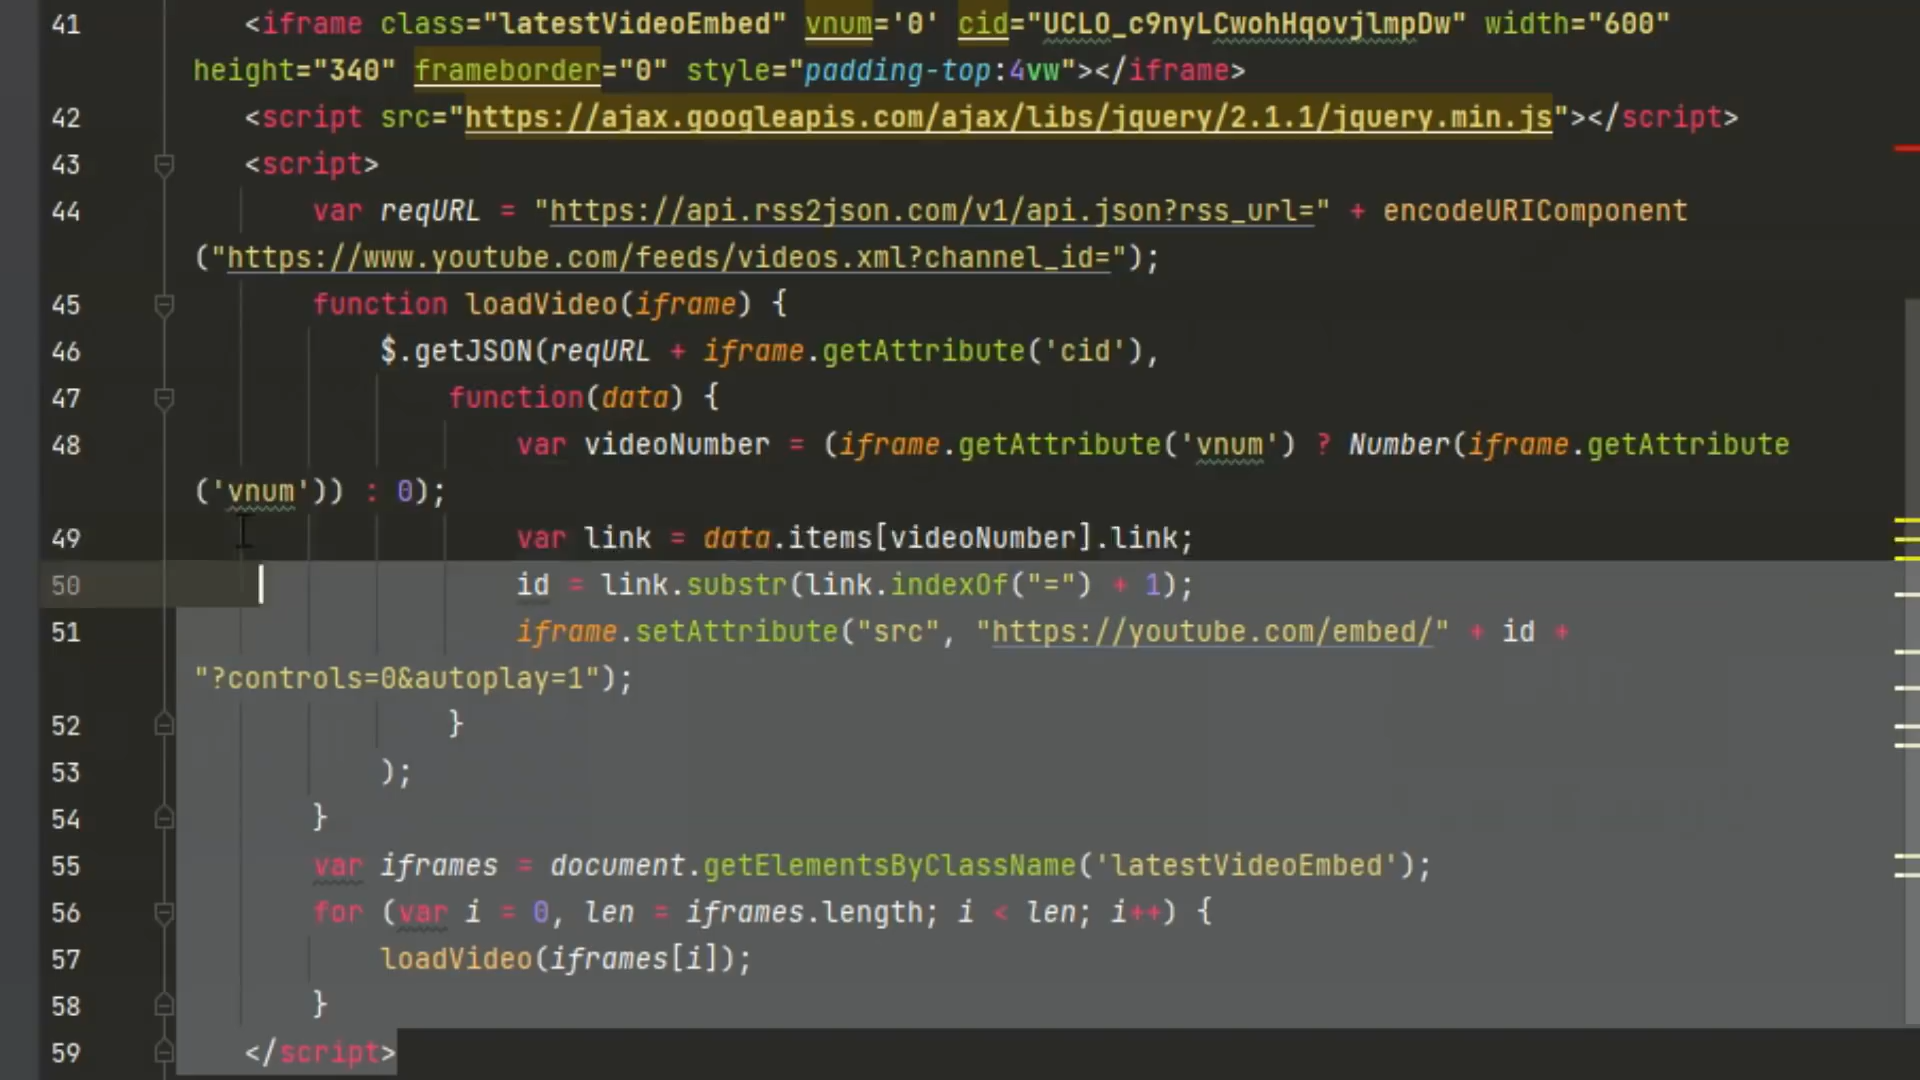 41 <iframe class="latestVideoEmbed" vnum='0' cid="UCLO_c9nyLCwohHqovjlmpDw" width="600"
height="340" frameborder="0" style="padding-top:4vw"></iframe>
42 <script src="https://ajax.googleapis.com/ajax/libs/jquery/2.1.1/jquery.min.js"></script>
43 <script>
44 var reqURL = "https://api.rss2json.com/v1/api.json?rss_url=" + encodeURIComponent
("https://www.youtube.com/feeds/videos.xml?channel_id=");
45 function loadVideo(iframe) {
46 $.getJSON(reqURL + iframe.getAttribute('cid'),
47 function(data) {
48 var videoNumber = (iframe.getAttribute('vnum') ? Number(iframe.getAttribute
('vnum')) : 0);
49 var link = data.items[videoNumber].link;
50 id = link.substr(link.indexOf("=") + 1);
51 iframe.setAttribute("src", "https://youtube.com/embed/" + id +
"?controls=0&autoplay=1");
52 }
53 );
54 }
55 var iframes = document.getElementsByClassName('latestVideoEmbed');
56 for (var i = 0, len = iframes.length; i < len; i++) {
57 loadVideo(iframes[i]);
58 }
59 </script>